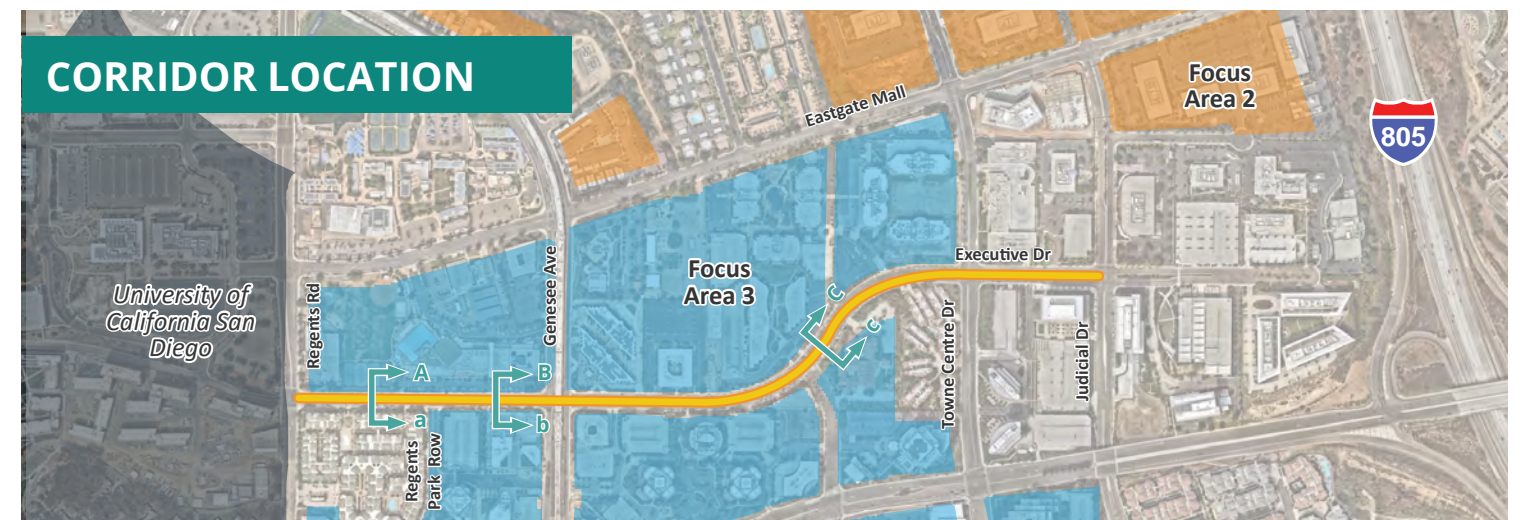 CORRIDOR LOCATION
Focus
Area 2
Eastgate Mall
805
University of
California San
Diego
Regents Rd
Genesee Ave
Focus
Area 3
Executive Dr
C
c
Towne Centre Dr
Judicial Dr
A
a
B
b
Regents
Park Row